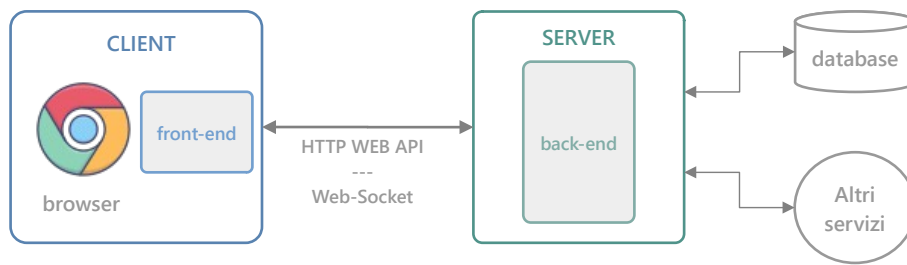 CLIENT
browser
front-end
HTTP WEB API
---
Web-Socket
SERVER
back-end
database
Altri
servizi